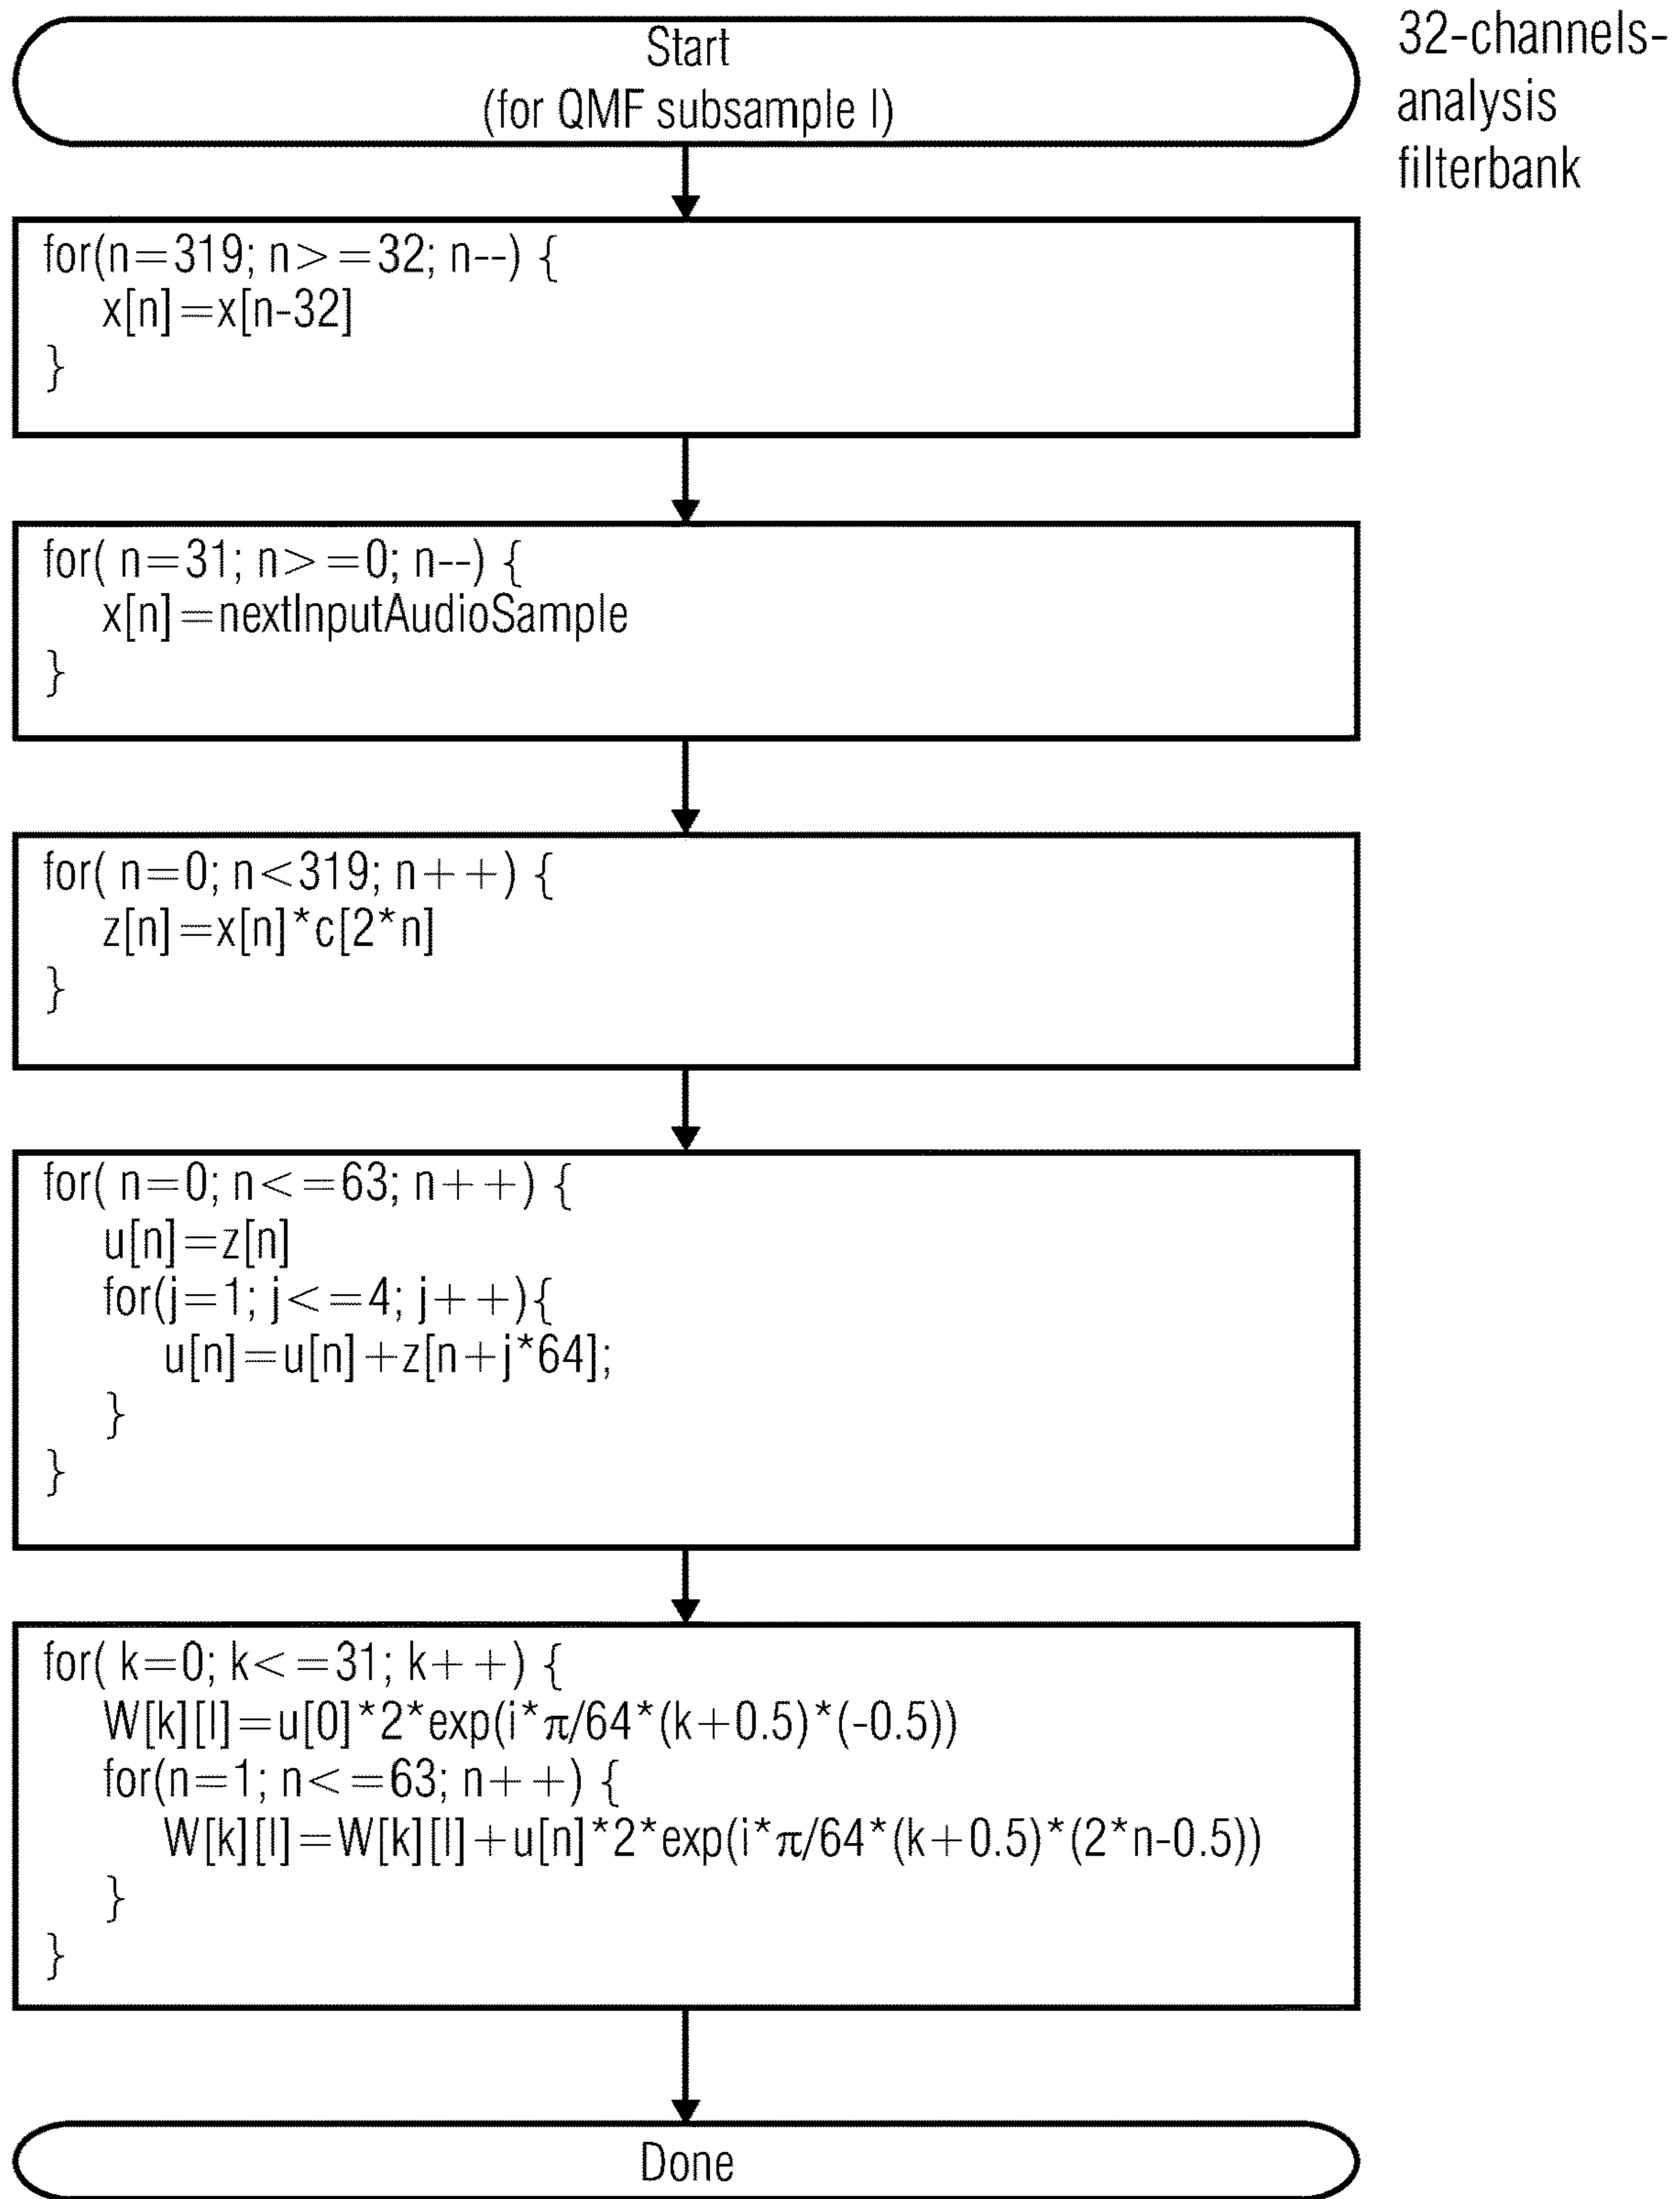 Start
(for QMF subsample l)
32-channels-
analysis
filterbank
for(n=319; n>=32; n--) {
x[n]=x[n-32]
}
for( n=31; n>=0; n--) {
x[n]=nextInputAudioSample
}
for( n=0; n<319; n++) {
z[n]=x[n]*c[2*n]
}
for( n=0; n<=63; n++) {
u[n]=z[n]
for(j=1; j<=4; j++){
u[n]=u[n]+z[n+j*64];
}
}
for( k=0; k<=31; k++) {
W[k][l]=u[0]*2*exp(i*π/64*(k+0.5)*(-0.5))
for(n=1; n<=63; n++) {
W[k][l]=W[k][l]+u[n]*2*exp(i*π/64*(k+0.5)*(2*n-0.5))
}
}
Done